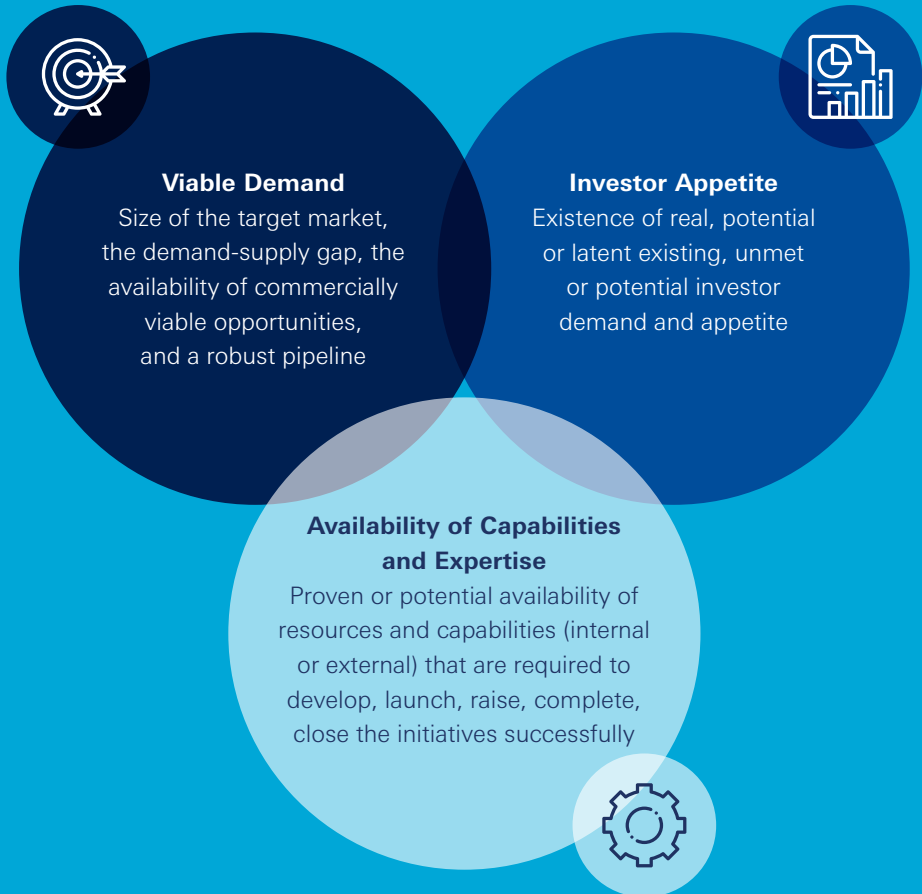 Viable Demand
Size of the target market,
the demand-supply gap, the
availability of commercially
viable opportunities,
and a robust pipeline
Investor Appetite
Existence of real, potential
or latent existing, unmet
or potential investor
demand and appetite
Availability of Capabilities
and Expertise
Proven or potential availability of
resources and capabilities (internal
or external) that are required to
develop, launch, raise, complete,
close the initiatives successfully